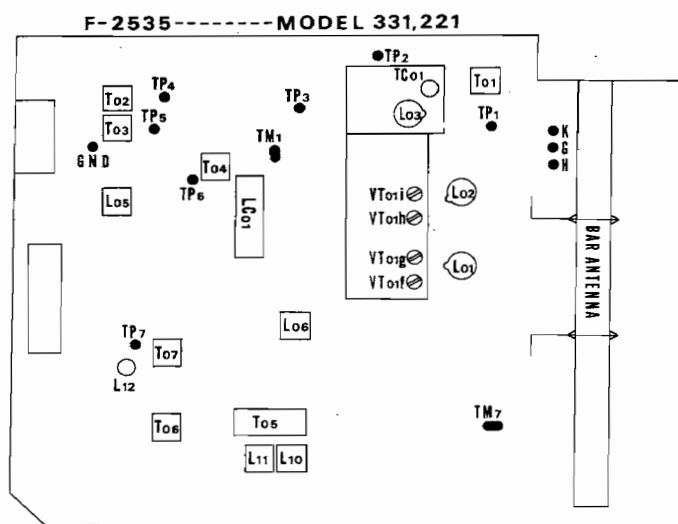 F-2535--------MODEL 331,221
TP2
TC01
T01
TP4
T02
TP3
L03
T03
TP5
TP1
K
TM1
G
GND
H
T04
TP6
L05
LC01
VT01i
L02
VT01h
BAR ANTENNA
VT01g
L01
VT01f
L06
TP7
T07
L12
T05
T06
TM7
L11
L10